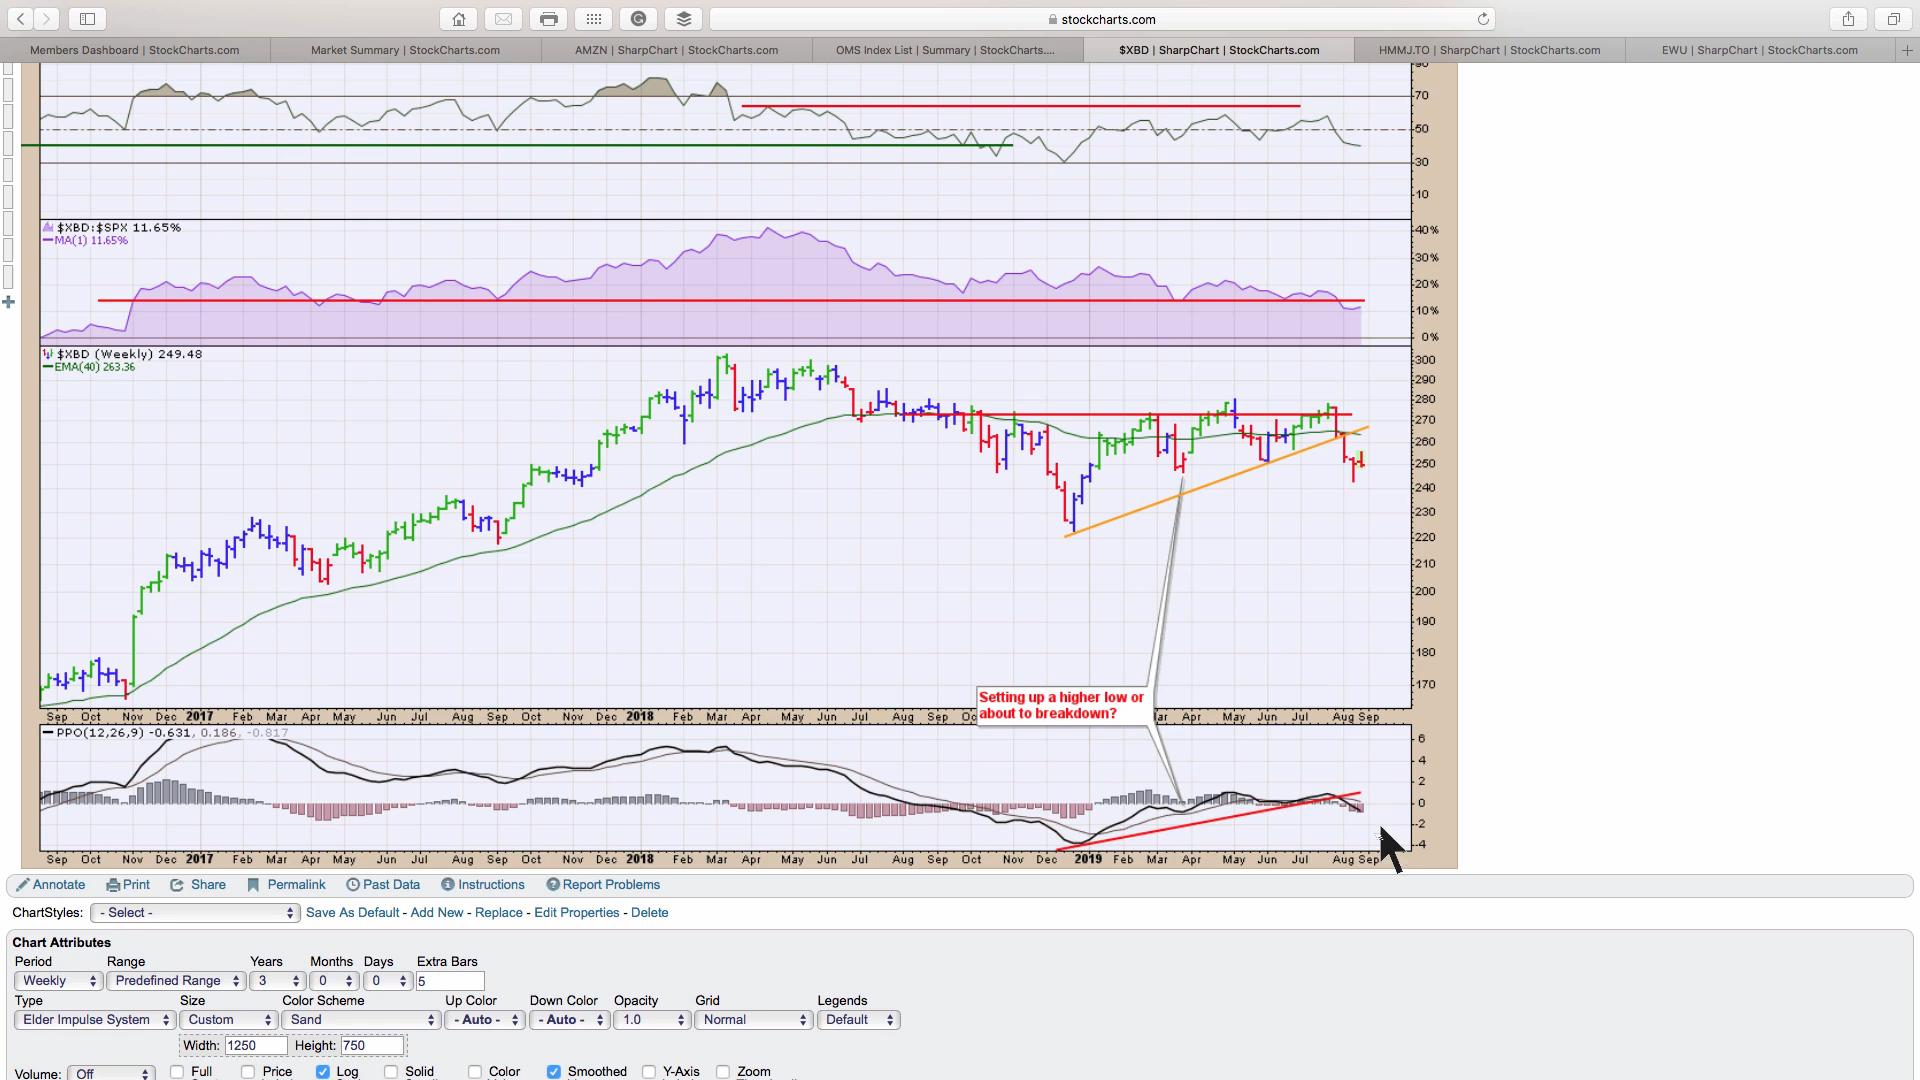 stockcharts.com
Members Dashboard | StockCharts.com
Market Summary | StockCharts.com
AMZN | SharpChart | StockCharts.com
OMS Index List | Summary | StockCharts....
$XBD | SharpChart | StockCharts.com
HMMJ.TO | SharpChart | StockCharts.com
EWU | SharpChart | StockCharts.com
90
70
50
30
10
$XBD:$SPX 11.65%
MA(1) 11.65%
40%
30%
20%
10%
0%
$XBD (Weekly) 249.48
EMA(40) 263.36
300
290
280
270
260
250
240
230
220
210
200
190
180
170
Setting up a higher low or
about to breakdown?
Sep Oct Nov Dec 2017 Feb Mar Apr May Jun Jul Aug Sep Oct Nov Dec 2018 Feb Mar Apr May Jun Jul Aug Sep Apr May Jun Jul Aug Sep
PPO(12,26,9) -0.631, 0.186, -0.817
6
4
2
0
-2
-4
Sep Oct Nov Dec 2017 Feb Mar Apr May Jun Jul Aug Sep Oct Nov Dec 2018 Feb Mar Apr May Jun Jul Aug Sep Oct Nov Dec 2019 Feb Mar Apr May Jun Jul Aug Sep
Annotate Print Share Permalink Past Data Instructions Report Problems
ChartStyles: - Select - Save As Default - Add New - Replace - Edit Properties - Delete
Chart Attributes
Period Range Years Months Days Extra Bars
Weekly Predefined Range 3 0 0 5
Type Size Color Scheme Up Color Down Color Opacity Grid Legends
Elder Impulse System Custom Sand - Auto - - Auto - 1.0 Normal Default
Width: 1250 Height: 750
Volume: Off Full Price Log Solid Color Smoothed Y-Axis Zoom